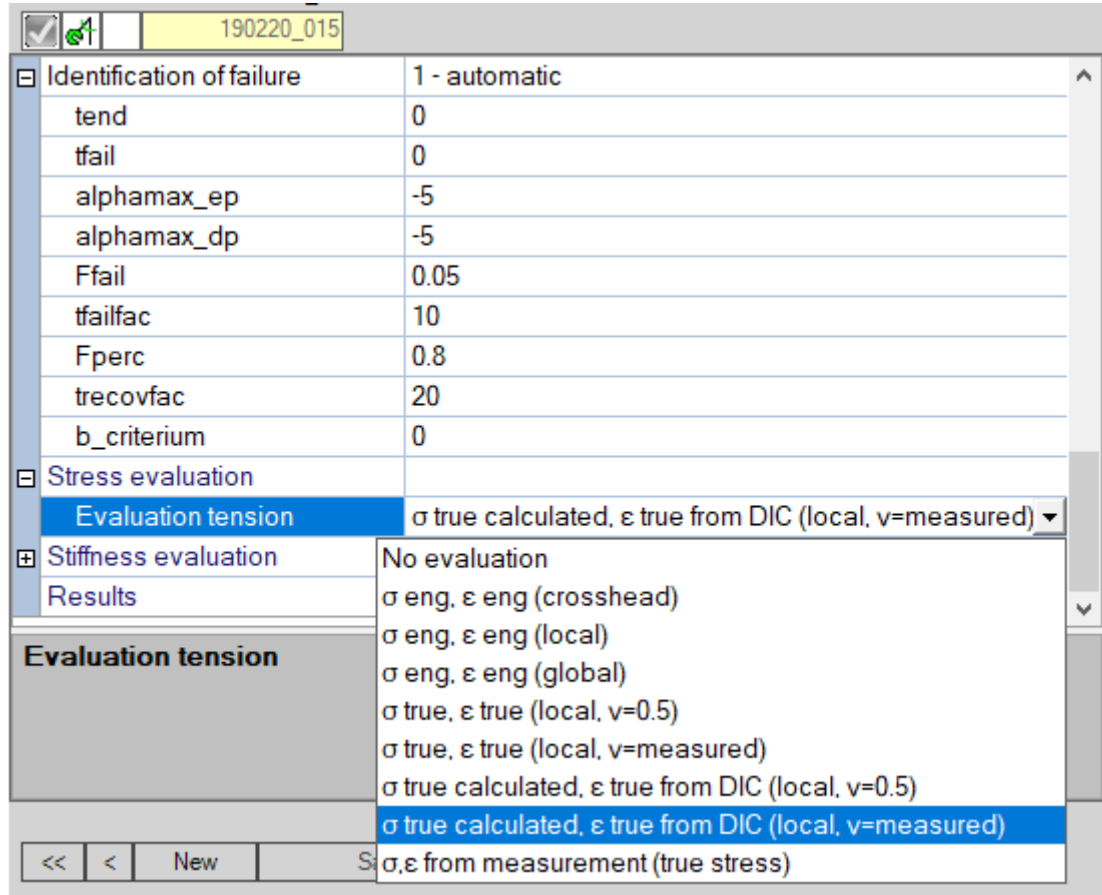 190220_015
Identification of failure 1 - automatic
tend 0
tfail 0
alphamax_ep -5
alphamax_dp -5
Ffail 0.05
tfailfac 10
Fperc 0.8
trecovfac 20
b_criterium 0
Stress evaluation
Evaluation tension σ true calculated, ε true from DIC (local, ν=measured)
Stiffness evaluation No evaluation
Results σ eng, ε eng (crosshead)
σ eng, ε eng (local)
Evaluation tension σ eng, ε eng (global)
σ true, ε true (local, ν=0.5)
σ true, ε true (local, ν=measured)
σ true calculated, ε true from DIC (local, ν=0.5)
σ true calculated, ε true from DIC (local, ν=measured)
<< < New Sa σ,ε from measurement (true stress)